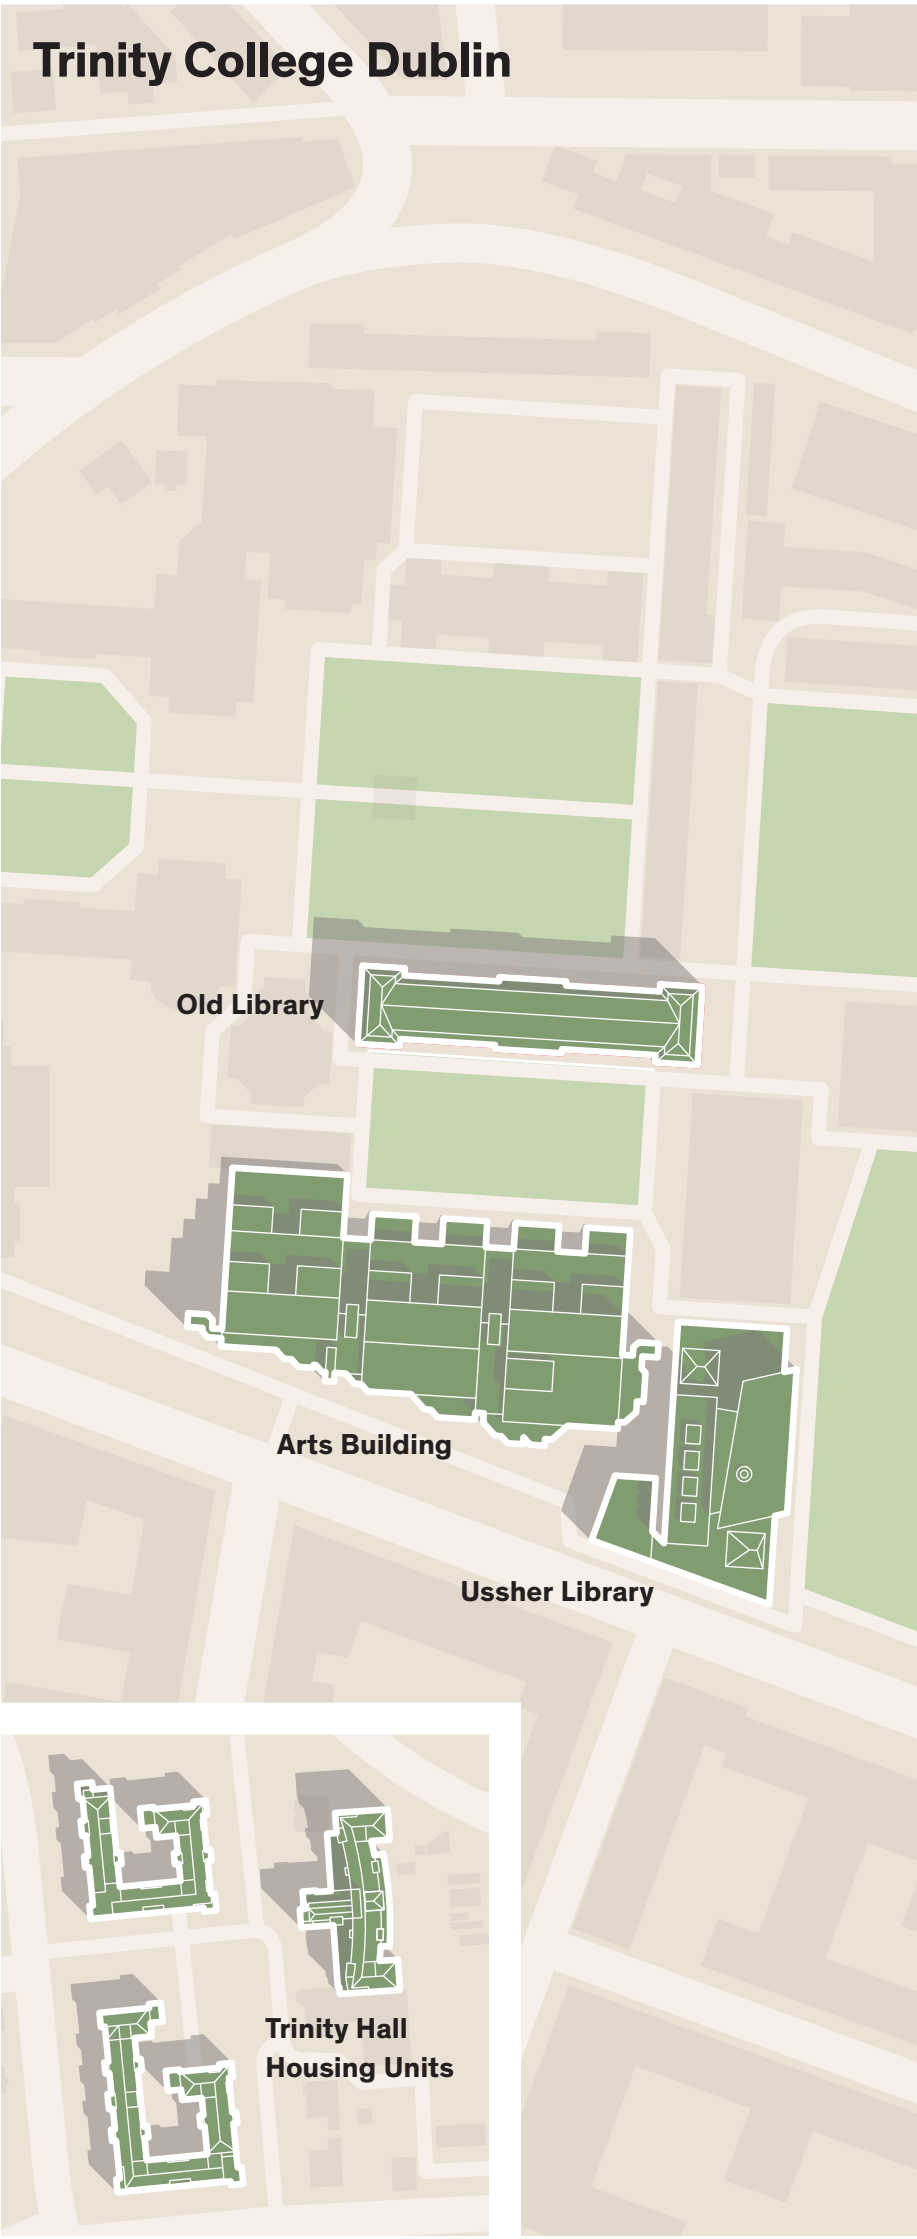 Trinity College Dublin
Old Library
Arts Building
Ussher Library
Trinity Hall
Housing Units